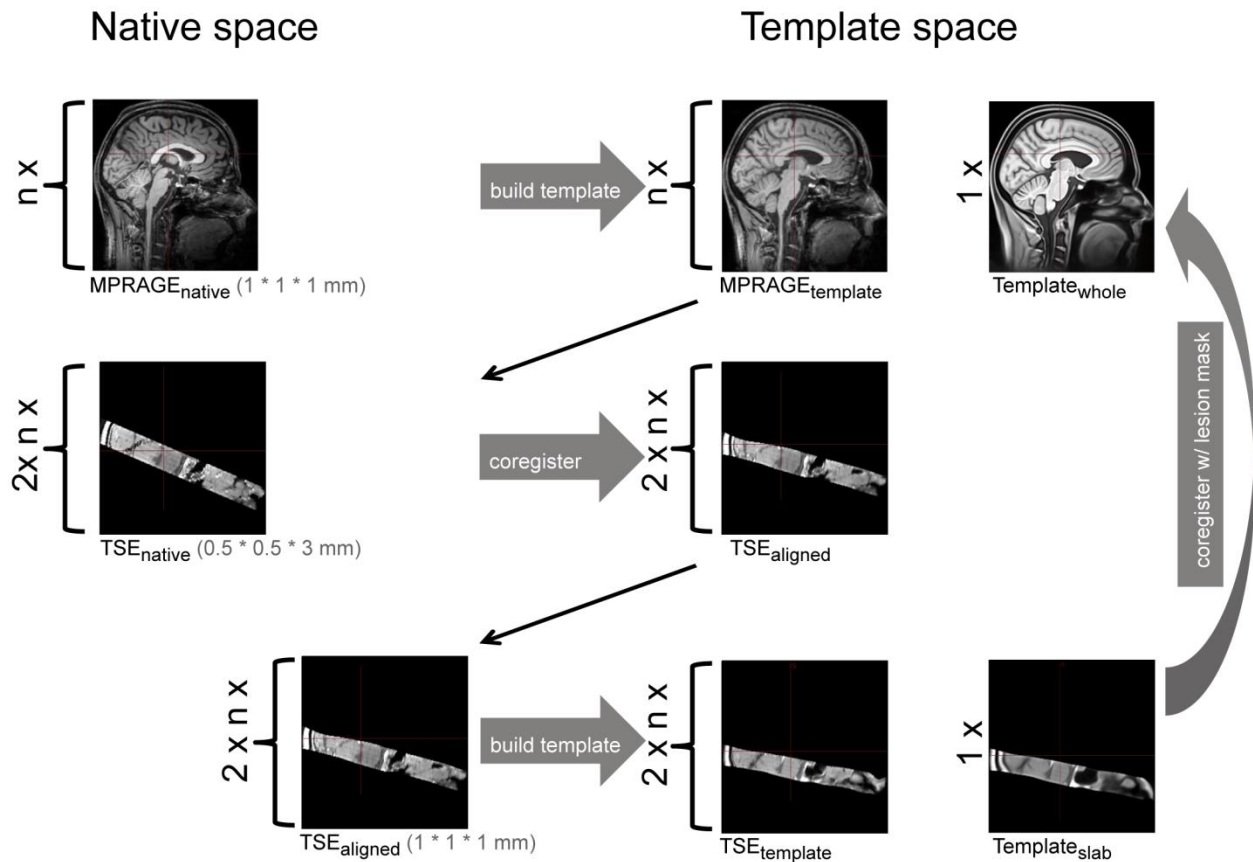 Native space
Template space
n x
build template
n x
1 x
MPRAGEnative (1 * 1 * 1 mm)
MPRAGEtemplate
Templatewhole
2x n x
coregister
2 x n x
coregister w/ lesion mask
TSEnative (0.5 * 0.5 * 3 mm)
TSEaligned
2 x n x
build template
2 x n x
1 x
TSEaligned (1 * 1 * 1 mm)
TSEtemplate
Templateslab